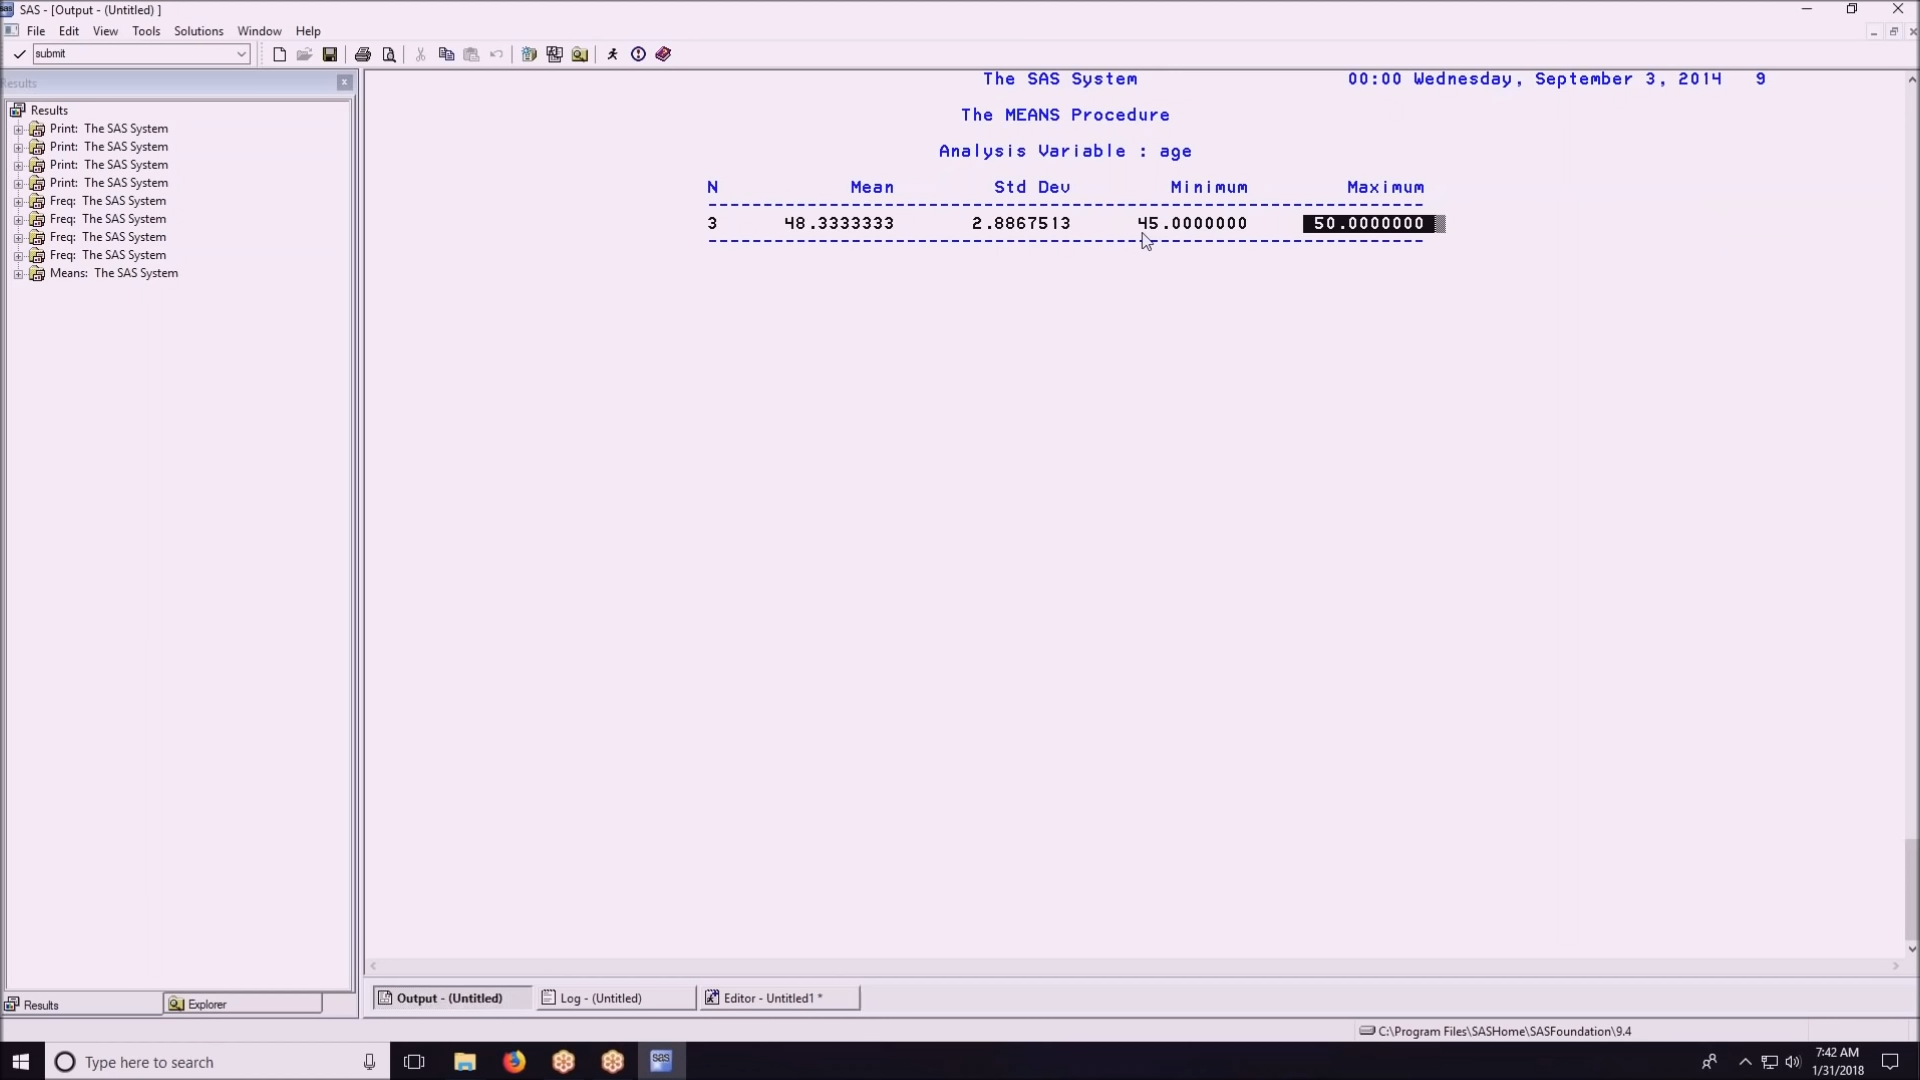 SAS - [Output - (Untitled) ]
File Edit View Tools Solutions Window Help
submit
Results
Results
Print: The SAS System
Print: The SAS System
Print: The SAS System
Print: The SAS System
Freq: The SAS System
Freq: The SAS System
Freq: The SAS System
Freq: The SAS System
Means: The SAS System
The SAS System 00:00 Wednesday, September 3, 2014 9
The MEANS Procedure
Analysis Variable : age
N Mean Std Dev Minimum Maximum
3 48.3333333 2.8867513 45.0000000 50.0000000
Results Explorer
Output - (Untitled) Log - (Untitled) Editor - Untitled1 *
C:\Program Files\SASHome\SASFoundation\9.4
Type here to search
sas
7:42 AM
1/31/2018